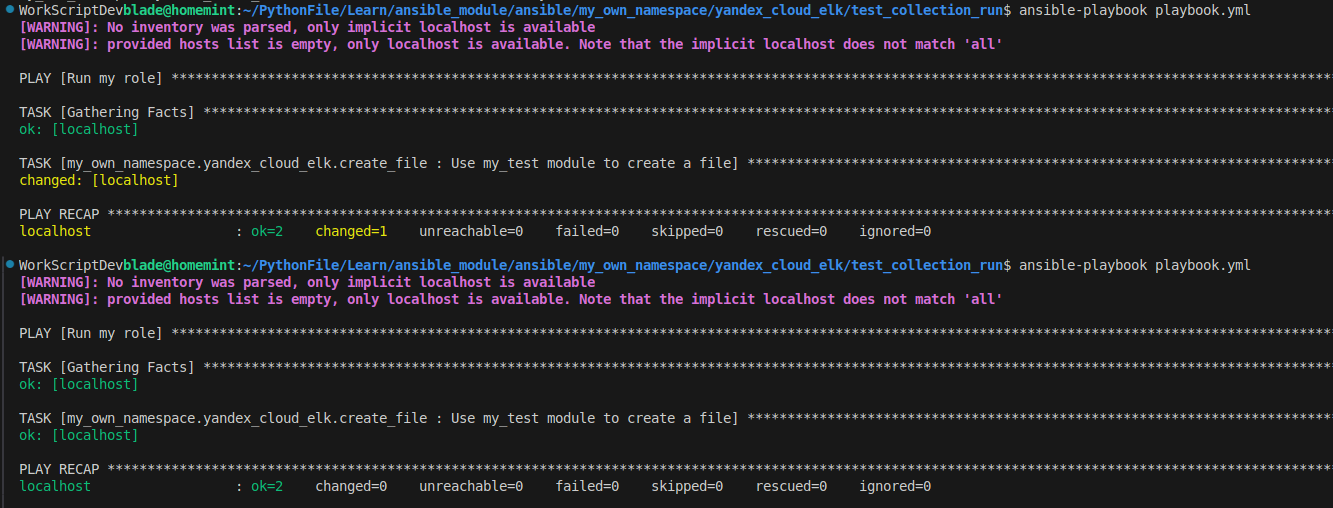 WorkScriptDevblade@homemint:~/PythonFile/Learn/ansible_module/ansible/my_own_namespace/yandex_cloud_elk/test_collection_run$ ansible-playbook playbook.yml
[WARNING]: No inventory was parsed, only implicit localhost is available
[WARNING]: provided hosts list is empty, only localhost is available. Note that the implicit localhost does not match 'all'
PLAY [Run my role] *************************************************************************************************************************************************
TASK [Gathering Facts] *********************************************************************************************************************************************
ok: [localhost]
TASK [my_own_namespace.yandex_cloud_elk.create_file : Use my_test module to create a file] *************************************************************************
changed: [localhost]
PLAY RECAP *********************************************************************************************************************************************************
localhost                  : ok=2    changed=1    unreachable=0    failed=0    skipped=0    rescued=0    ignored=0
WorkScriptDevblade@homemint:~/PythonFile/Learn/ansible_module/ansible/my_own_namespace/yandex_cloud_elk/test_collection_run$ ansible-playbook playbook.yml
[WARNING]: No inventory was parsed, only implicit localhost is available
[WARNING]: provided hosts list is empty, only localhost is available. Note that the implicit localhost does not match 'all'
PLAY [Run my role] *************************************************************************************************************************************************
TASK [Gathering Facts] *********************************************************************************************************************************************
ok: [localhost]
TASK [my_own_namespace.yandex_cloud_elk.create_file : Use my_test module to create a file] *************************************************************************
ok: [localhost]
PLAY RECAP *********************************************************************************************************************************************************
localhost                  : ok=2    changed=0    unreachable=0    failed=0    skipped=0    rescued=0    ignored=0